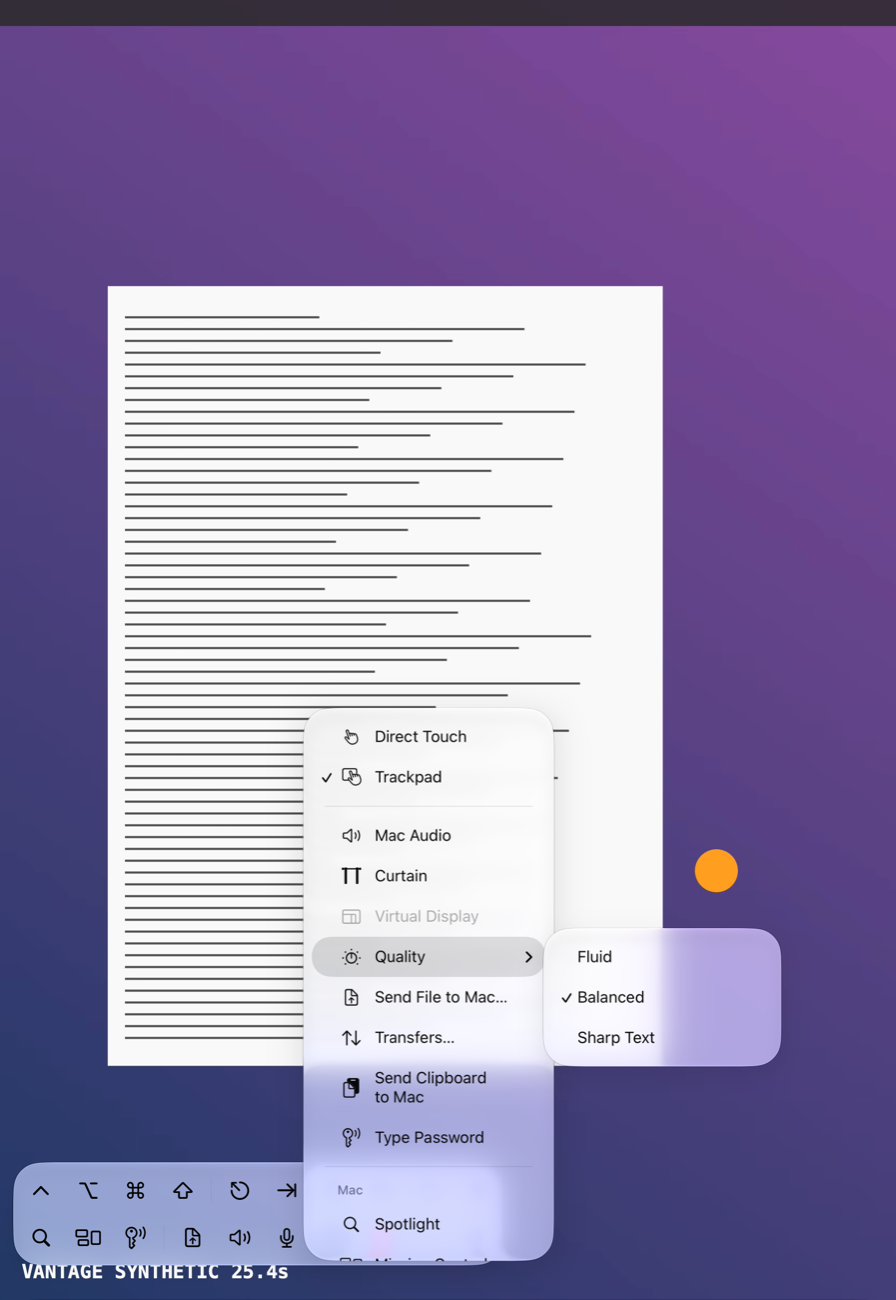 Direct Touch
Trackpad
Mac Audio
Curtain
Virtual Display
Quality
Fluid
Balanced
Sharp Text
Send File to Mac...
Transfers...
Send Clipboard
to Mac
Type Password
Mac
Spotlight
VANTAGE SYNTHETIC 25.4s